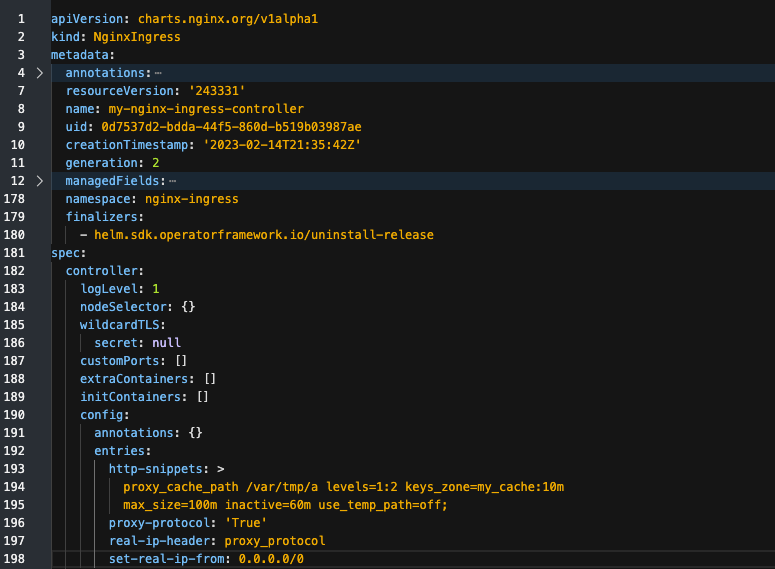 1 apiVersion: charts.nginx.org/v1alpha1
2 kind: NginxIngress
3 metadata:
4 annotations:…
7 resourceVersion: '243331'
8 name: my-nginx-ingress-controller
9 uid: 0d7537d2-bdda-44f5-860d-b519b03987ae
10 creationTimestamp: '2023-02-14T21:35:42Z'
11 generation: 2
12 managedFields:…
178 namespace: nginx-ingress
179 finalizers:
180 - helm.sdk.operatorframework.io/uninstall-release
181 spec:
182 controller:
183 logLevel: 1
184 nodeSelector: {}
185 wildcardTLS:
186 secret: null
187 customPorts: []
188 extraContainers: []
189 initContainers: []
190 config:
191 annotations: {}
192 entries:
193 http-snippets: >
194 proxy_cache_path /var/tmp/a levels=1:2 keys_zone=my_cache:10m
195 max_size=100m inactive=60m use_temp_path=off;
196 proxy-protocol: 'True'
197 real-ip-header: proxy_protocol
198 set-real-ip-from: 0.0.0.0/0